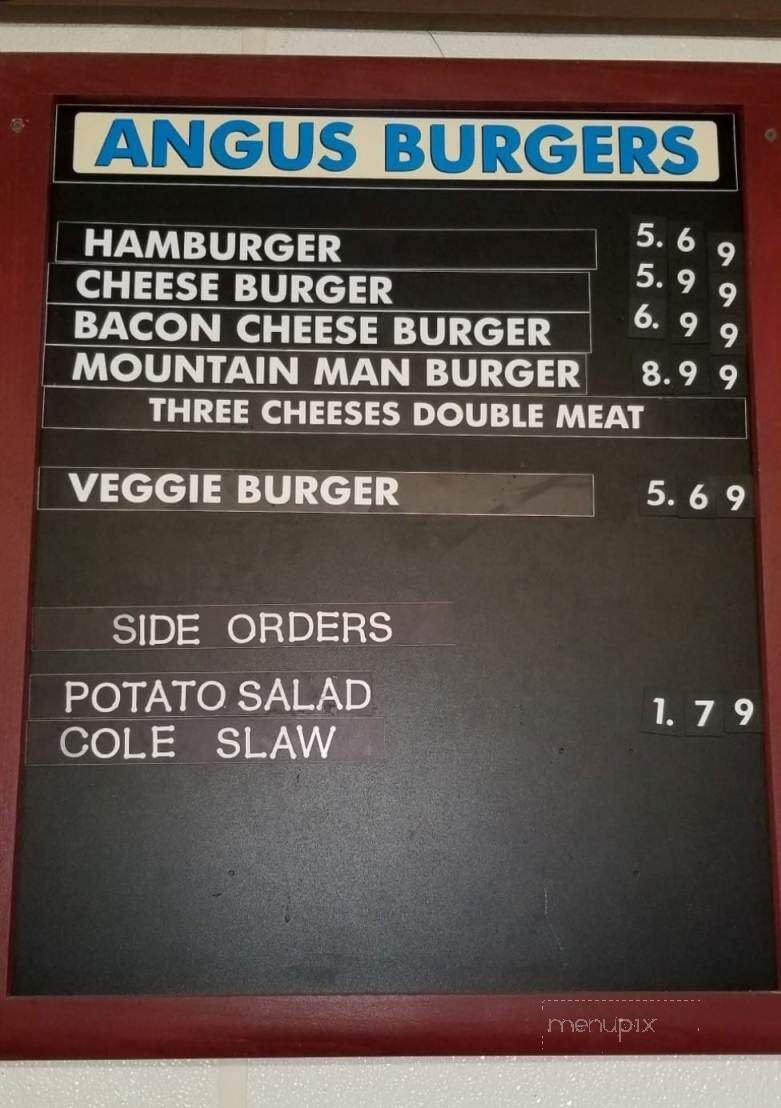 ANGUS BURGERS
HAMBURGER 5.69
CHEESE BURGER 5.99
BACON CHEESE BURGER 6.99
MOUNTAIN MAN BURGER 8.99
THREE CHEESES DOUBLE MEAT
VEGGIE BURGER 5.69
SIDE ORDERS
POTATO SALAD 1.79
COLE SLAW
menupix